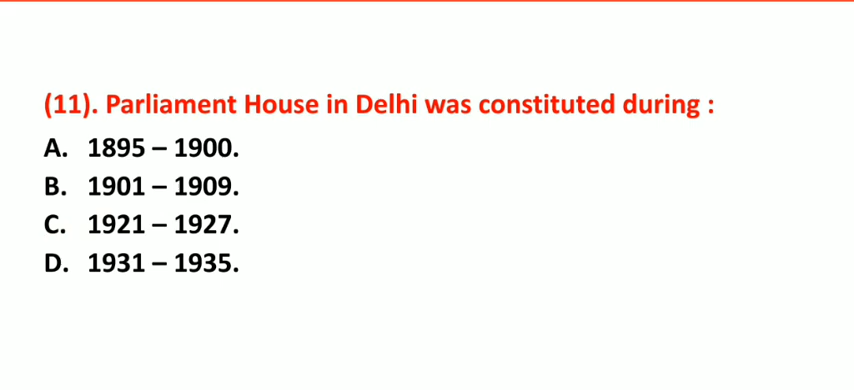 (11). Parliament House in Delhi was constituted during :
A. 1895 – 1900.
B. 1901 – 1909.
C. 1921 – 1927.
D. 1931 – 1935.